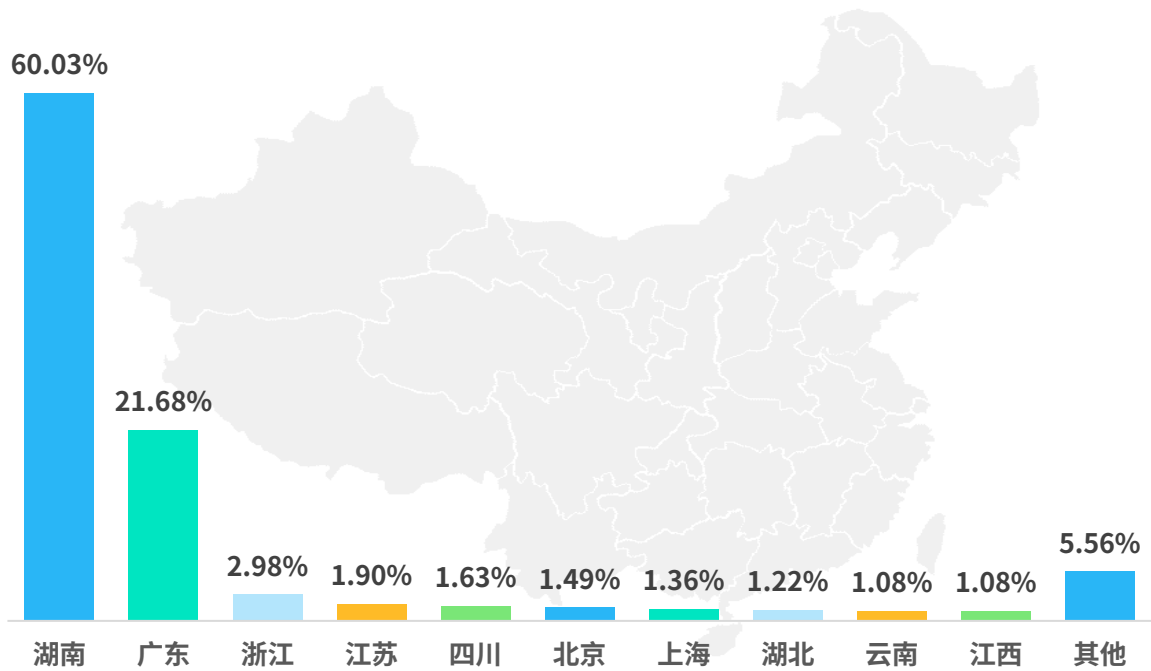 60.03%
21.68%
2.98%
1.90%
1.63%
1.49%
1.36%
1.22%
1.08%
1.08%
5.56%
湖南
广东
浙江
江苏
四川
北京
上海
湖北
云南
江西
其他